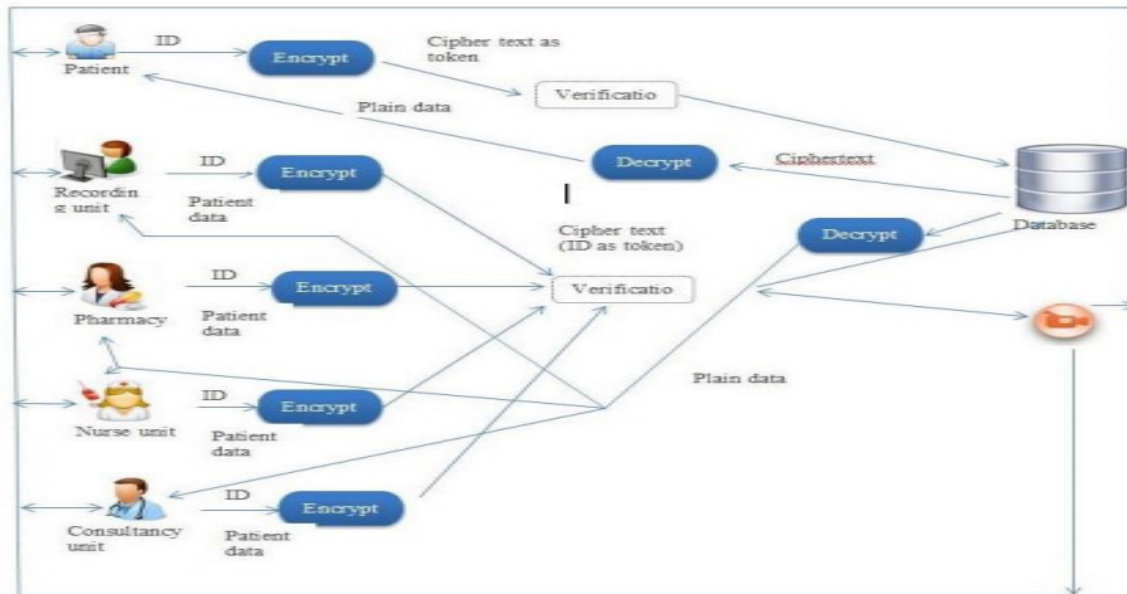 ID
Encrypt
Cipher text as
token
Patient
Verificatio
Plain data
ID
Encrypt
Decrypt
Ciphertext
Recordin
g unit
Patient
data
Cipher text
(ID as token)
Decrypt
Database
ID
Encrypt
Verificatio
Pharmacy
Patient
data
Plain data
ID
Encrypt
Nurse unit
Patient
data
ID
Encrypt
Consultancy
unit
Patient
data